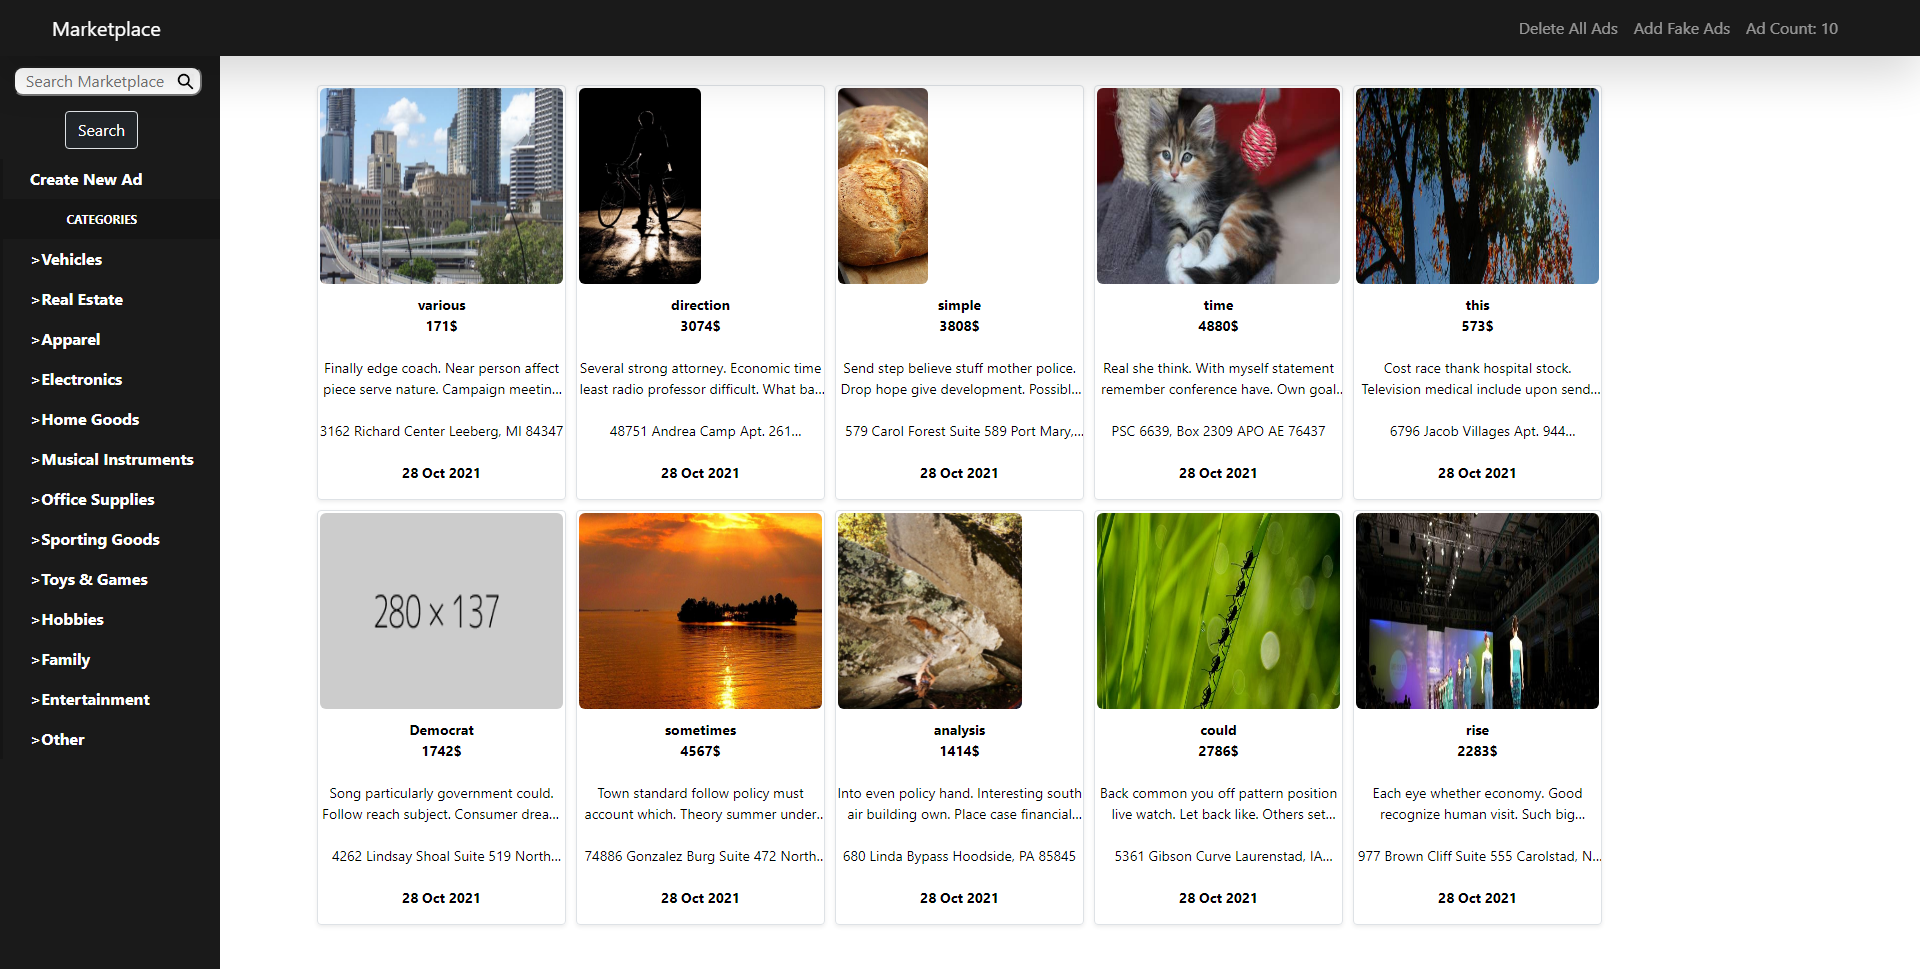 Marketplace
Delete All Ads Add Fake Ads Ad Count: 10
Search Marketplace
Search
Create New Ad
CATEGORIES
>Vehicles
>Real Estate
>Apparel
>Electronics
>Home Goods
>Musical Instruments
>Office Supplies
>Sporting Goods
>Toys & Games
>Hobbies
>Family
>Entertainment
>Other
various
171$
Finally edge coach. Near person affect
piece serve nature. Campaign meetin...
3162 Richard Center Leeberg, MI 84347
28 Oct 2021
direction
3074$
Several strong attorney. Economic time
least radio professor difficult. What ba...
48751 Andrea Camp Apt. 261...
28 Oct 2021
simple
3808$
Send step believe stuff mother police.
Drop hope give development. Possibl...
579 Carol Forest Suite 589 Port Mary,...
28 Oct 2021
time
4880$
Real she think. With myself statement
remember conference have. Own goal..
PSC 6639, Box 2309 APO AE 76437
28 Oct 2021
this
573$
Cost race thank hospital stock.
Television medical include upon send...
6796 Jacob Villages Apt. 944...
28 Oct 2021
280 x 137
Democrat
1742$
Song particularly government could.
Follow reach subject. Consumer drea...
4262 Lindsay Shoal Suite 519 North...
28 Oct 2021
sometimes
4567$
Town standard follow policy must
account which. Theory summer under..
74886 Gonzalez Burg Suite 472 North..
28 Oct 2021
analysis
1414$
Into even policy hand. Interesting south
air building own. Place case financial...
680 Linda Bypass Hoodside, PA 85845
28 Oct 2021
could
2786$
Back common you off pattern position
live watch. Let back like. Others set...
5361 Gibson Curve Laurenstad, IA...
28 Oct 2021
rise
2283$
Each eye whether economy. Good
recognize human visit. Such big...
977 Brown Cliff Suite 555 Carolstad, N...
28 Oct 2021